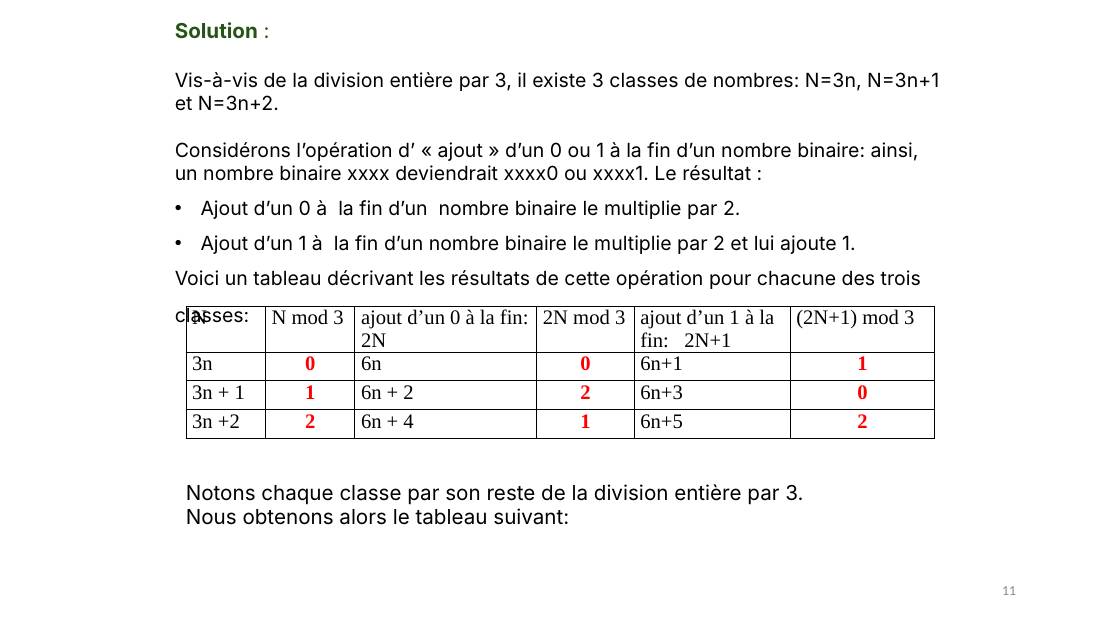 Solution :
Vis-à-vis de la division entière par 3, il existe 3 classes de nombres: N=3n, N=3n+1
et N=3n+2.
Considérons l’opération d’ « ajout » d’un 0 ou 1 à la fin d’un nombre binaire: ainsi,
un nombre binaire xxxx deviendrait xxxx0 ou xxxx1. Le résultat :
• Ajout d’un 0 à  la fin d’un  nombre binaire le multiplie par 2.
• Ajout d’un 1 à  la fin d’un nombre binaire le multiplie par 2 et lui ajoute 1.
Voici un tableau décrivant les résultats de cette opération pour chacune des trois
classes:
N N mod 3 ajout d’un 0 à la fin: 2N mod 3 ajout d’un 1 à la (2N+1) mod 3
2N fin:   2N+1
3n 0 6n 0 6n+1 1
3n + 1 1 6n + 2 2 6n+3 0
3n +2 2 6n + 4 1 6n+5 2
Notons chaque classe par son reste de la division entière par 3.
Nous obtenons alors le tableau suivant:
11